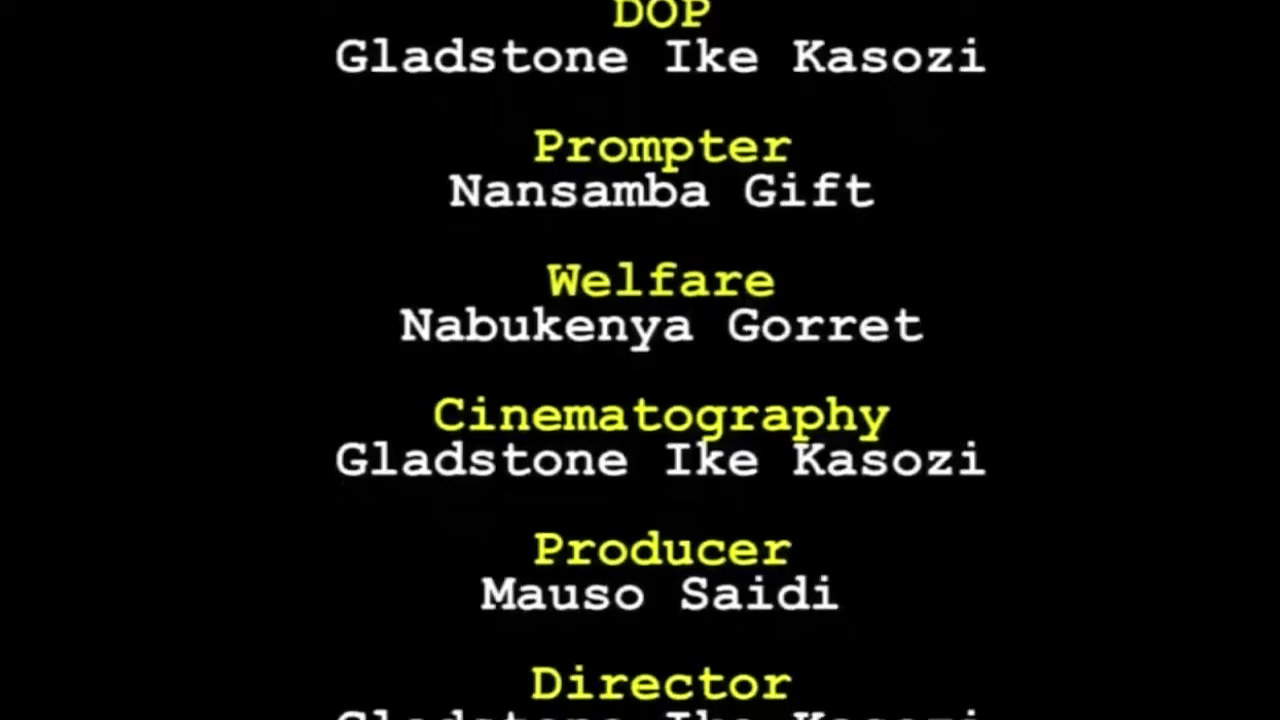 DOP
Gladstone Ike Kasozi
Prompter
Nansamba Gift
Welfare
Nabukenya Gorret
Cinematography
Gladstone Ike Kasozi
Producer
Mauso Saidi
Director
Gladstone Ike Kasozi